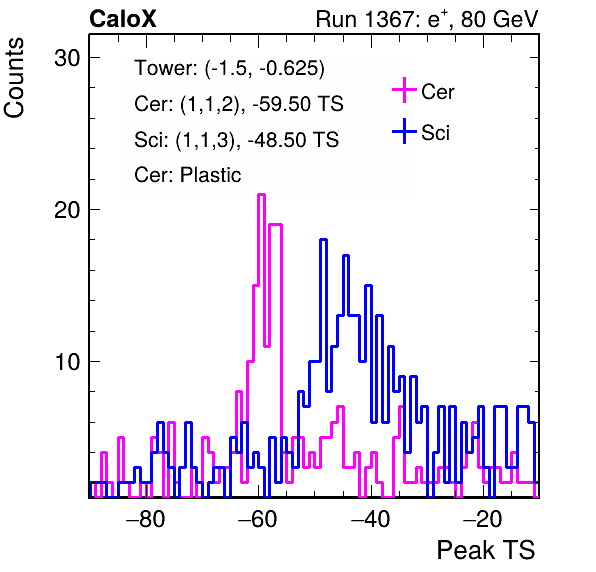 CaloX Run 1367: e⁺, 80 GeV
Counts
30
20
10
Tower: (-1.5, -0.625)
Cer: (1,1,2), -59.50 TS
Sci: (1,1,3), -48.50 TS
Cer: Plastic
Cer
Sci
−80 −60 −40 −20
Peak TS